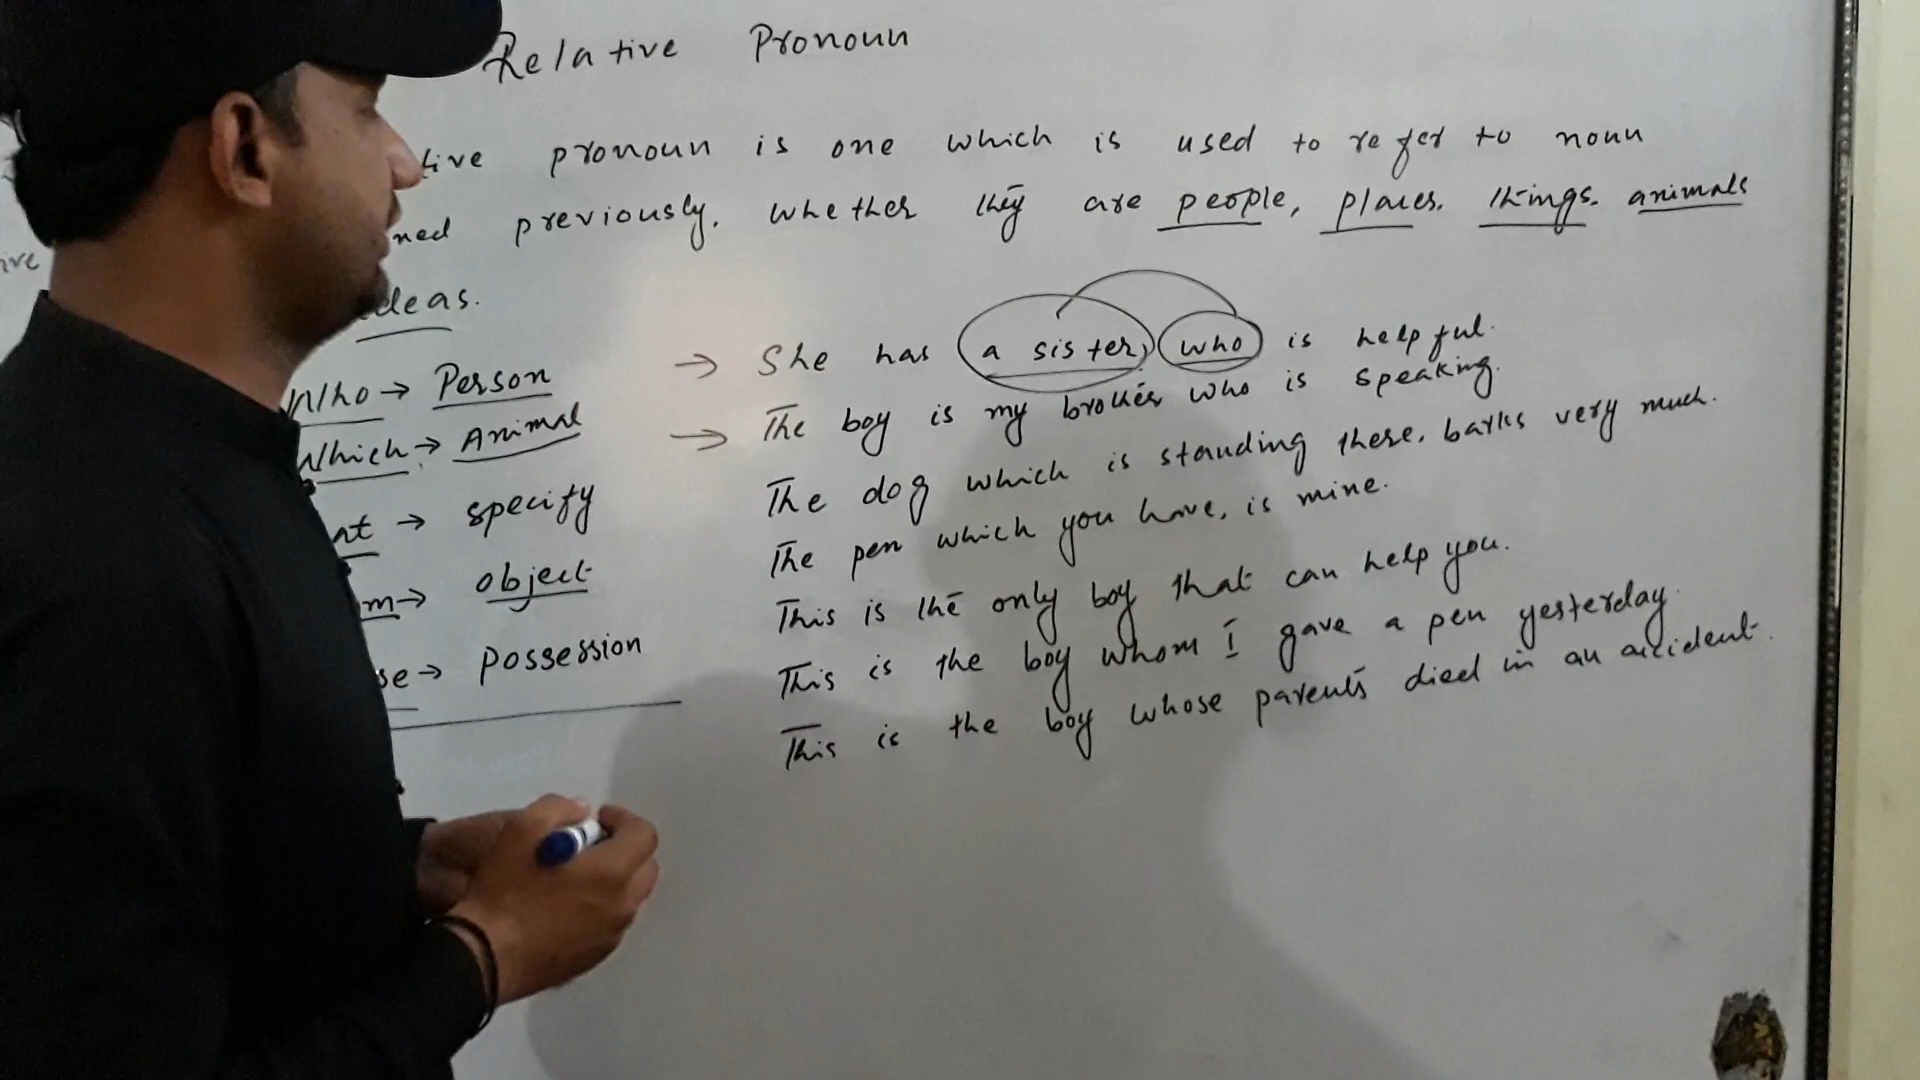 Relative Pronoun
tive pronoun is one which is used to refer to noun
ned previously. whether they are people, places. things. animals
ideas.
Who → Person
Which → Animal
at → specify
m → object
se → possession
→ She has a sister, who is helpful.
→ The boy is my brother who is speaking.
The dog which is standing there. barks very much.
The pen which you have, is mine.
This is the only boy that can help you.
This is the boy whom I gave a pen yesterday.
This is the boy whose parents died in an accident.